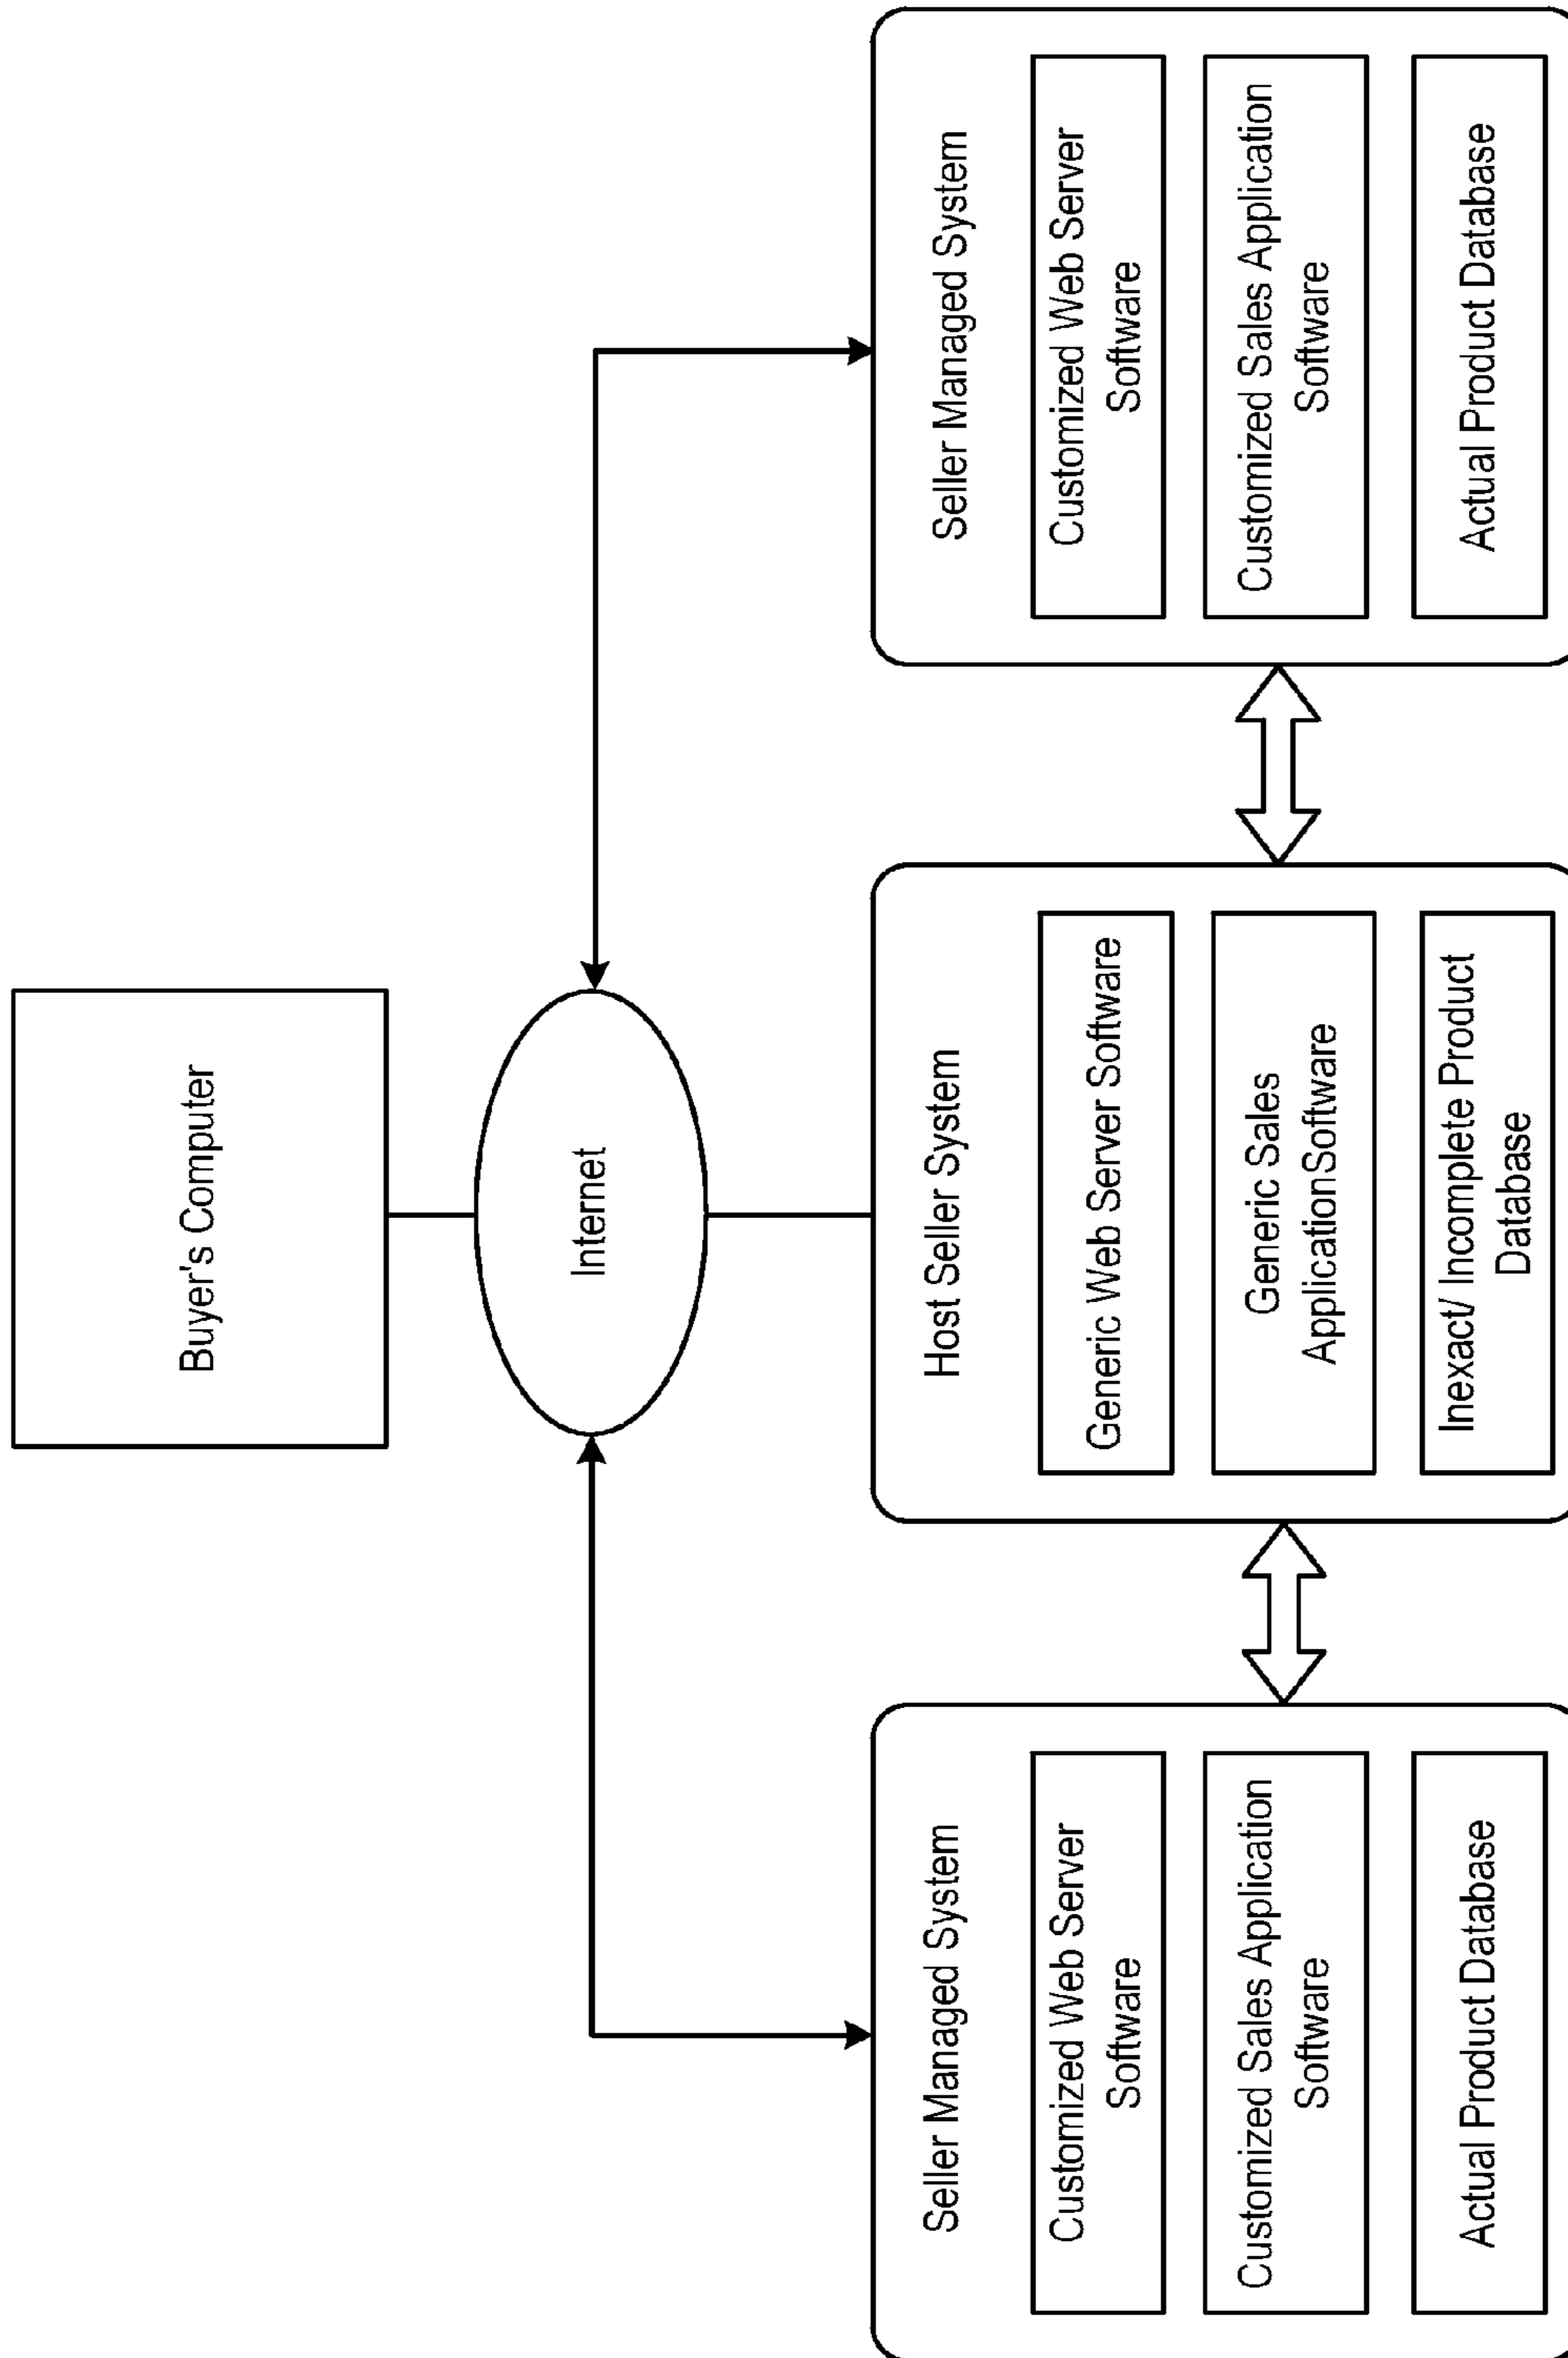 Buyer's Computer
Internet
Seller Managed System
Customized Web Server
Software
Customized Sales Application
Software
Actual Product Database
Host Seller System
Generic Web Server Software
Generic Sales
ApplicationSoftware
Inexact/ Incomplete Product
Database
Seller Managed System
Customized Web Server
Software
Customized Sales Application
Software
Actual Product Database